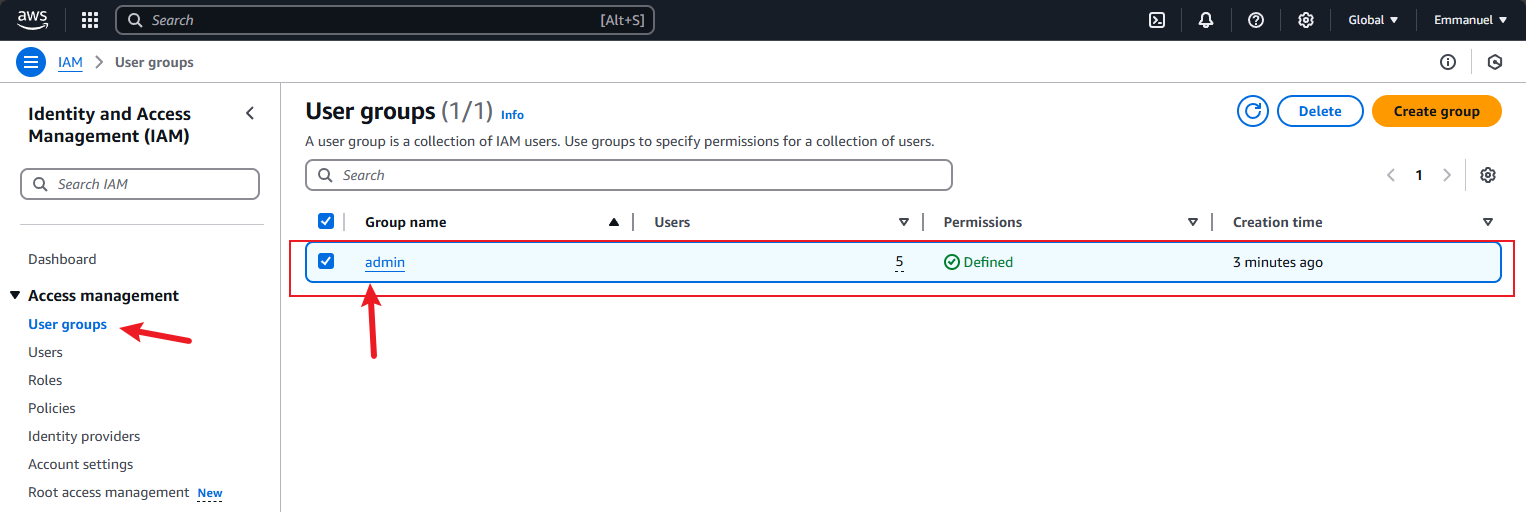 aws Search [Alt+S] Global Emmanuel
IAM User groups
Identity and Access
Management (IAM)
Search IAM
Dashboard
Access management
User groups
Users
Roles
Policies
Identity providers
Account settings
Root access management New
User groups (1/1) Info Delete Create group
A user group is a collection of IAM users. Use groups to specify permissions for a collection of users.
Search 1
Group name Users Permissions Creation time
admin 5 Defined 3 minutes ago